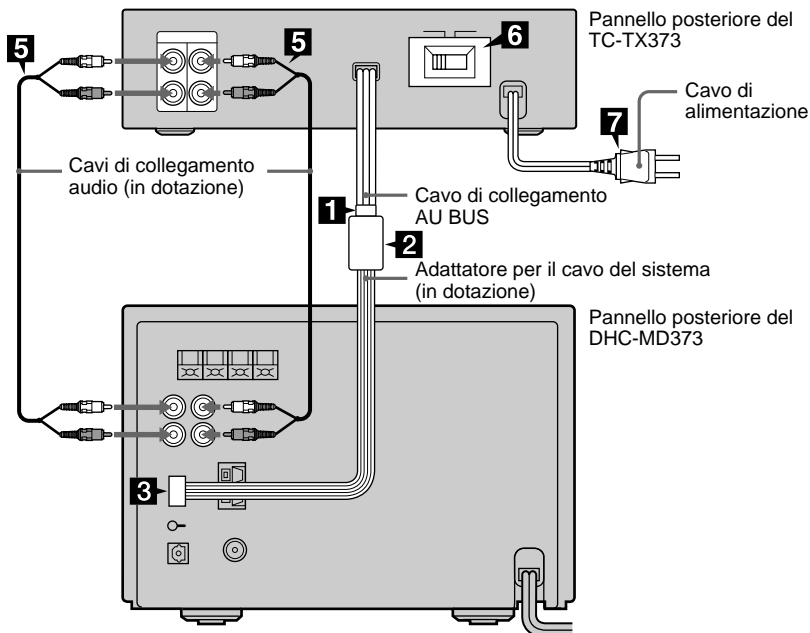 Pannello posteriore del
TC-TX373
5
5
6
Cavo di
alimentazione
7
Cavi di collegamento
audio (in dotazione)
Cavo di collegamento
AU BUS
1
2
Adattatore per il cavo del sistema
(in dotazione)
Pannello posteriore del
DHC-MD373
3